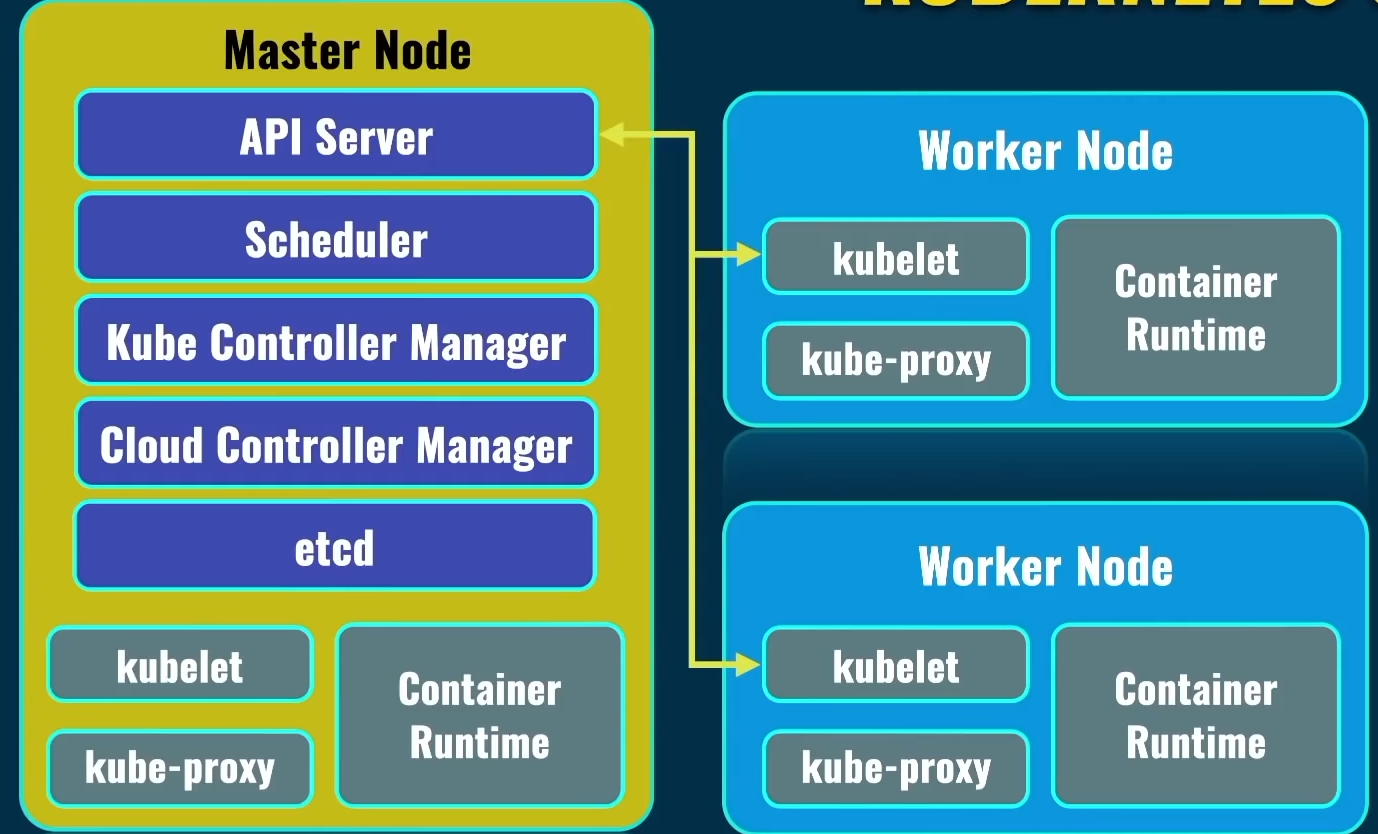 Master Node
API Server
Scheduler
Kube Controller Manager
Cloud Controller Manager
etcd
kubelet
kube-proxy
Container
Runtime
Worker Node
kubelet
kube-proxy
Container
Runtime
Worker Node
kubelet
kube-proxy
Container
Runtime